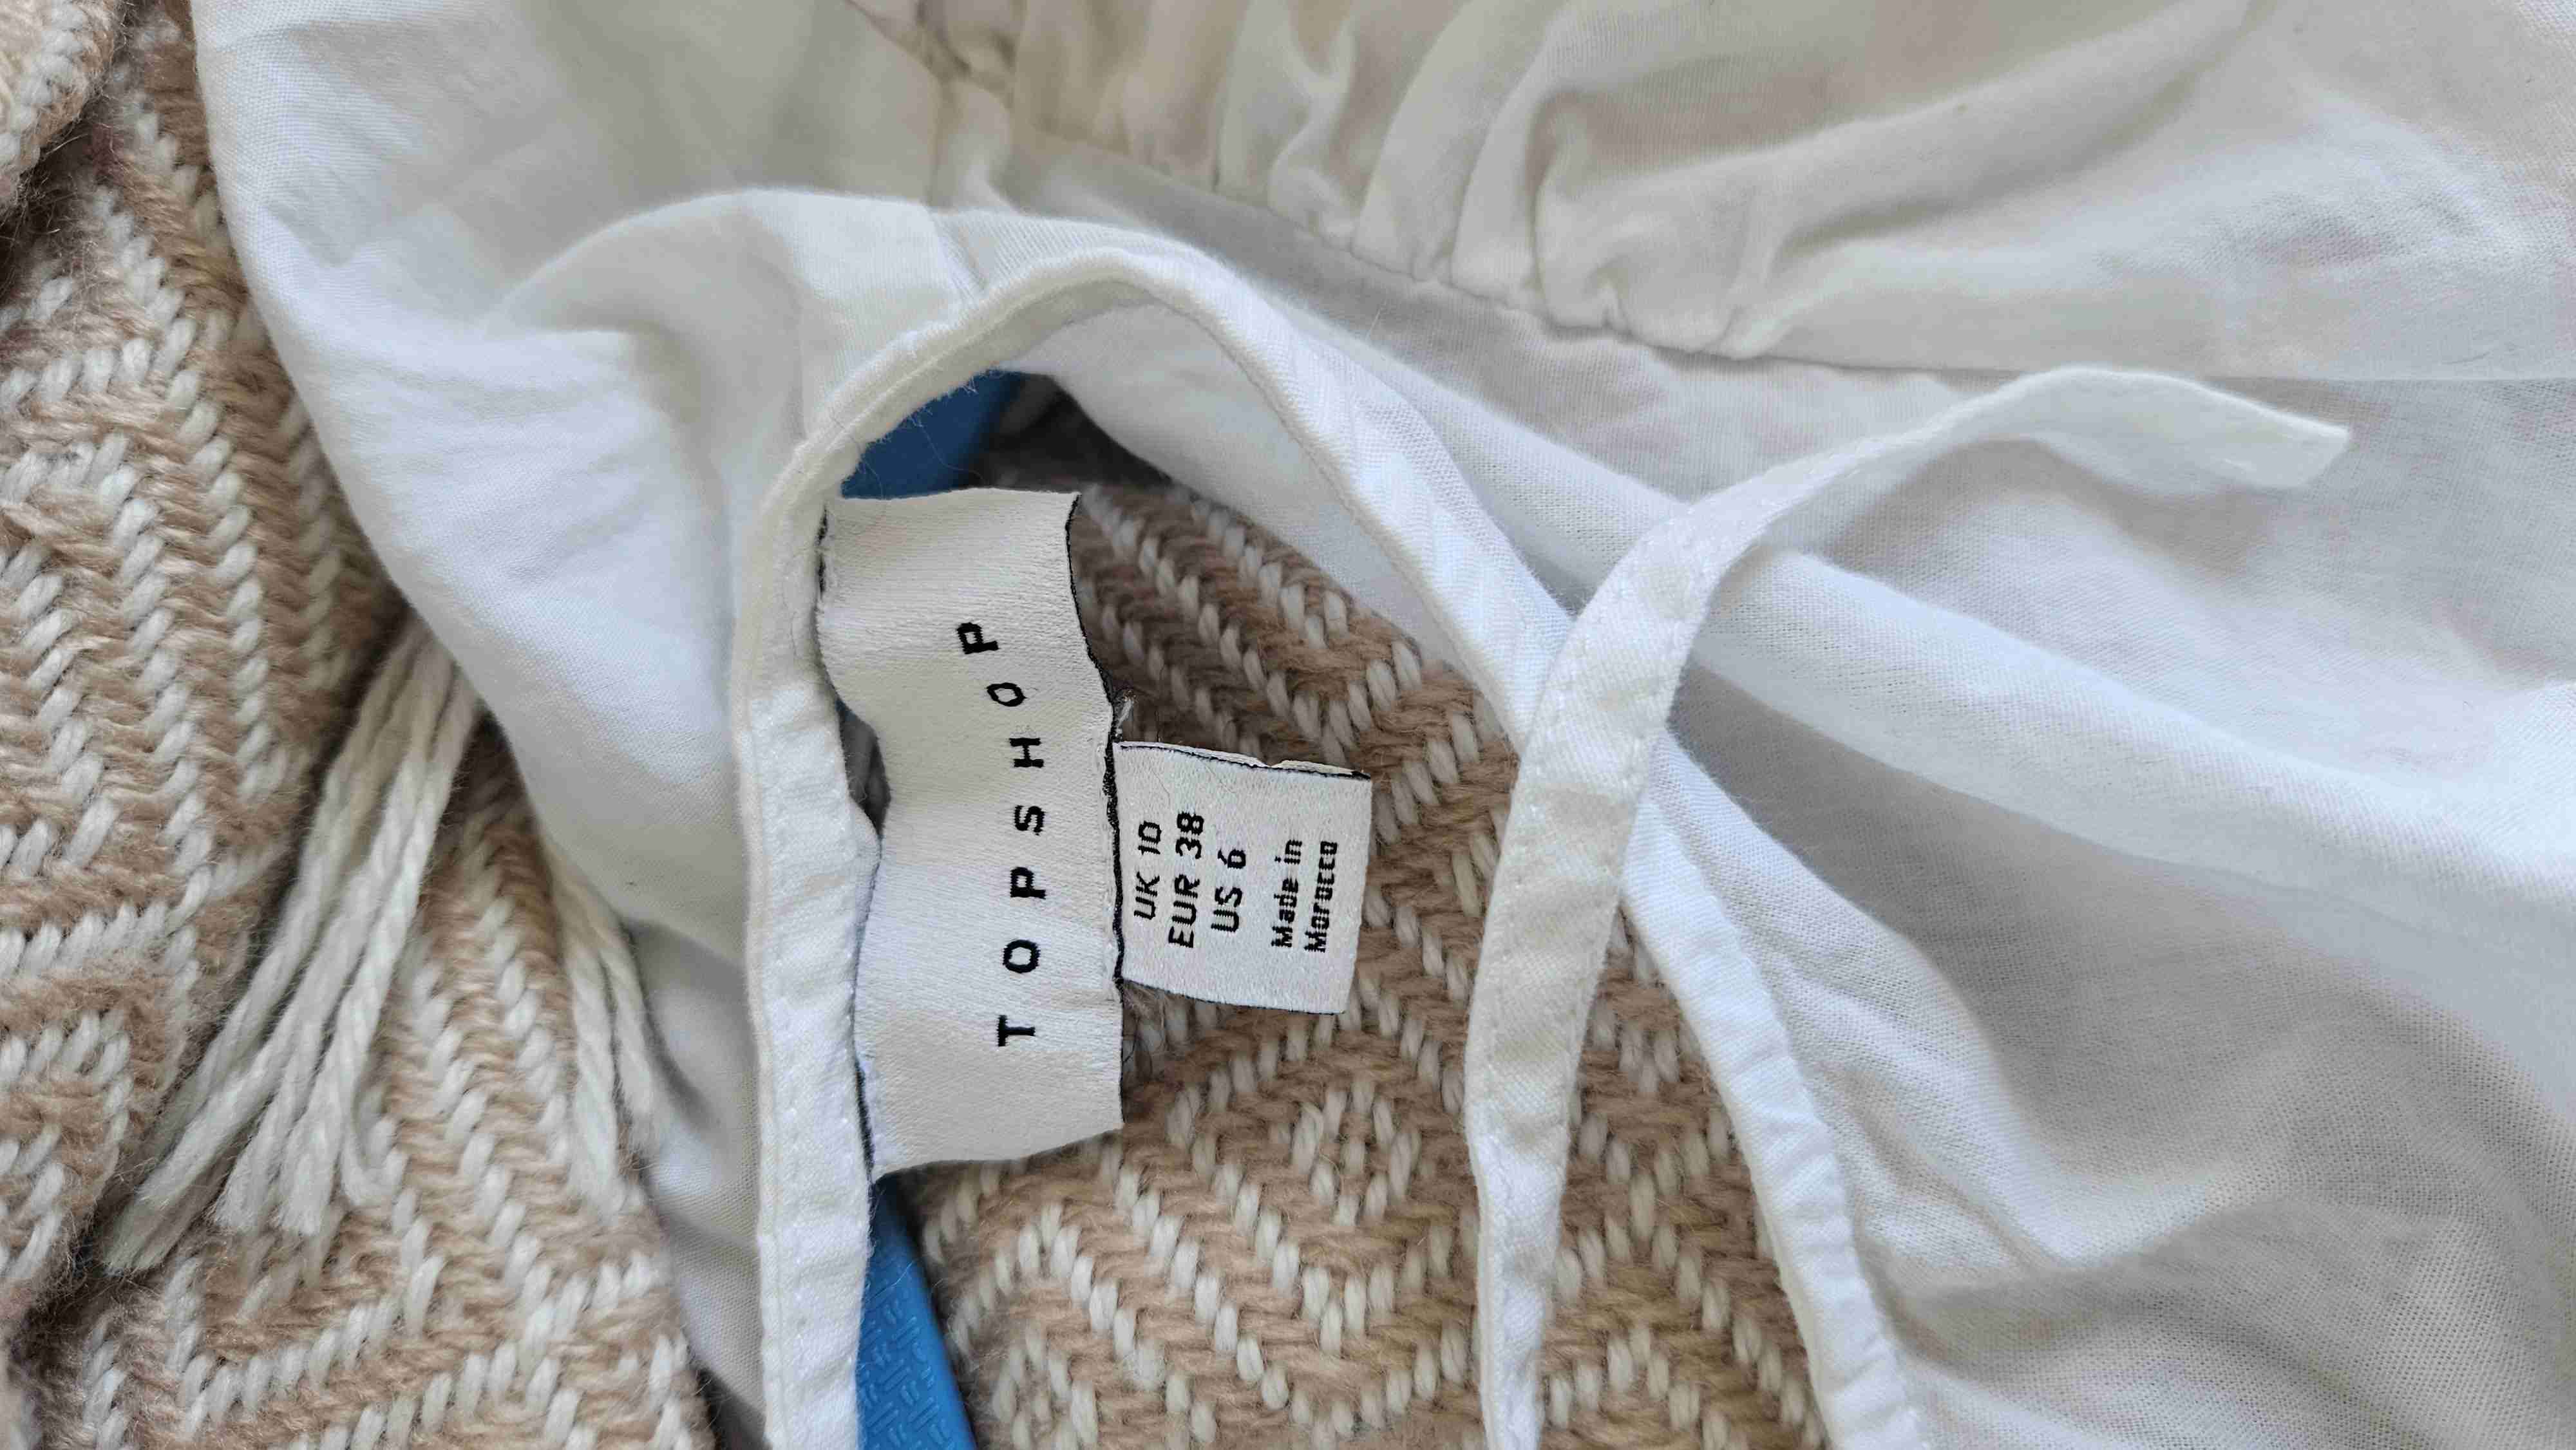 TOPSHOP
UK 10
EUR 38
US 6
Made in
Morocco